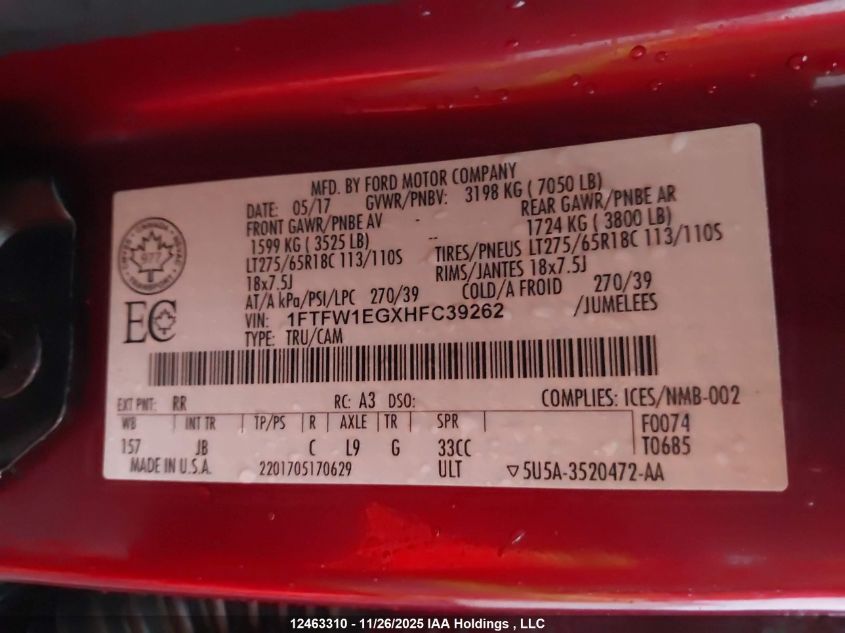 MFD. BY FORD MOTOR COMPANY
DATE: 05/17 GVWR/PNBV: 3198 KG ( 7050 LB)
FRONT GAWR/PNBE AV - REAR GAWR/PNBE AR
1599 KG ( 3525 LB) -- 1724 KG ( 3800 LB)
LT275/65R18C 113/110S TIRES/PNEUS LT275/65R18C 113/110S
18x7.5J RIMS/JANTES 18x7.5J
AT/A kPa/PSI/LPC 270/39 COLD/A FROID 270/39
VIN: 1FTFW1EGXHFC39262 /JUMELEES
TYPE: TRU/CAM
977
EC
EXT PNT: RR RC: A3 DSO: COMPLIES: ICES/NMB-002
WB INT TR TP/PS R AXLE TR SPR F0074
157 JB C L9 G 33CC T0685
MADE IN U.S.A. 2201705170629 ULT ▽5U5A-3520472-AA
12463310 - 11/26/2025 IAA Holdings , LLC